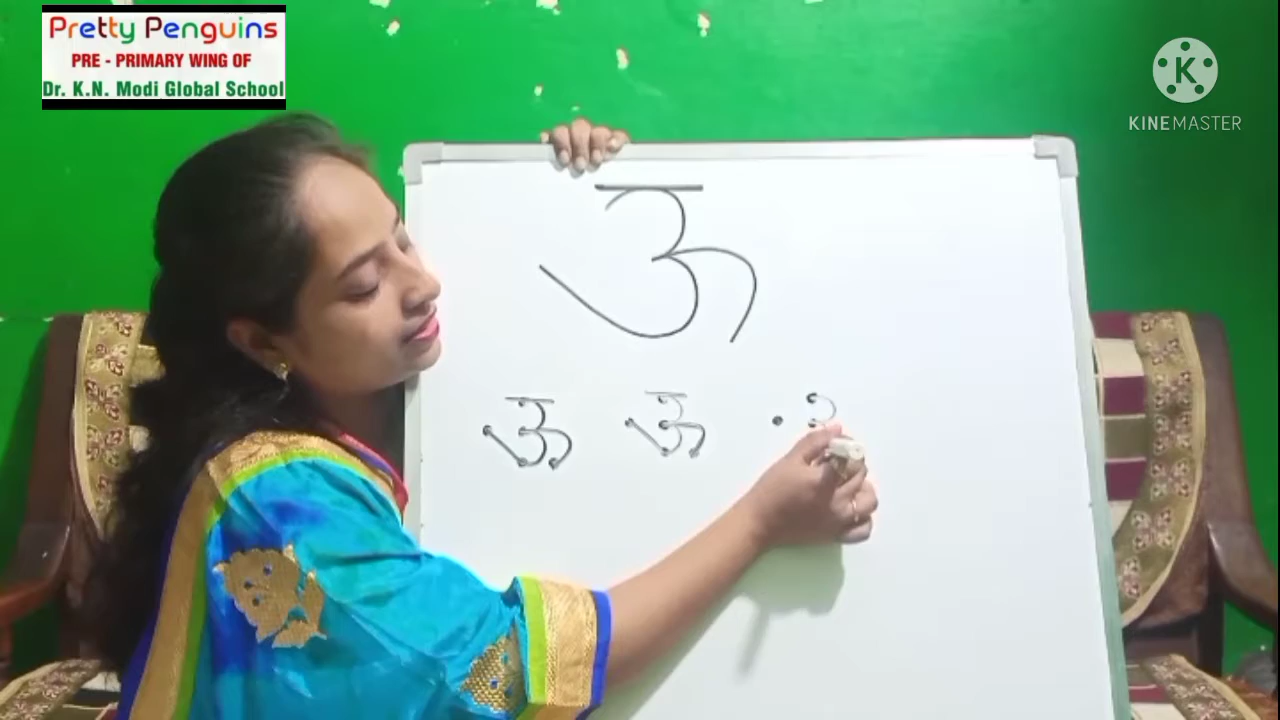 Pretty Penguins
PRE - PRIMARY WING OF
Dr. K.N. Modi Global School
K
KINEMASTER
ऊ
ऊ ऊ